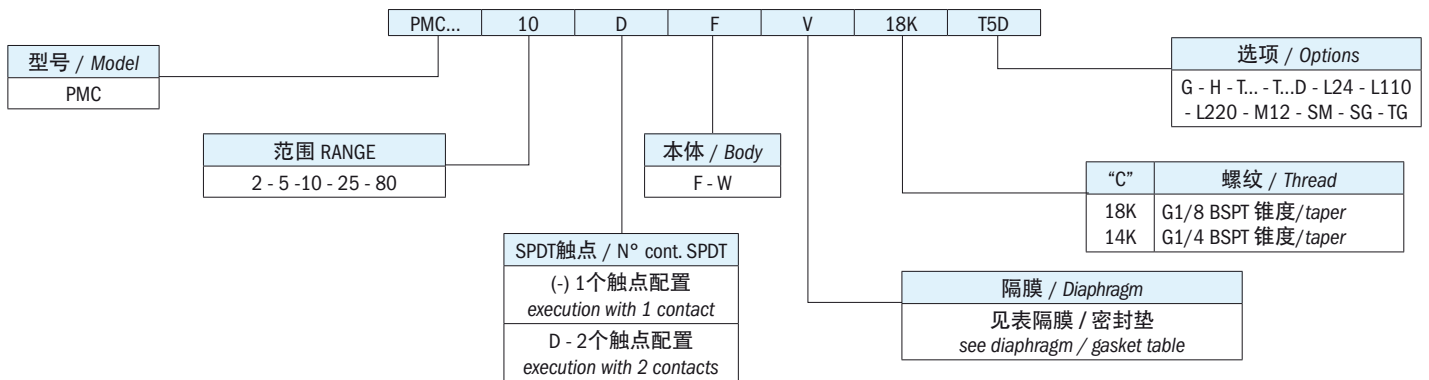 PMC... 10 D F V 18K T5D
型号 / Model
PMC
选项 / Options
G - H - T... - T...D - L24 - L110
- L220 - M12 - SM - SG - TG
范围 RANGE
2 - 5 -10 - 25 - 80
本体 / Body
F - W
“C” 螺纹 / Thread
18K G1/8 BSPT 锥度/taper
14K G1/4 BSPT 锥度/taper
SPDT触点 / N° cont. SPDT
(-) 1个触点配置
execution with 1 contact
D - 2个触点配置
execution with 2 contacts
隔膜 / Diaphragm
见表隔膜 / 密封垫
see diaphragm / gasket table